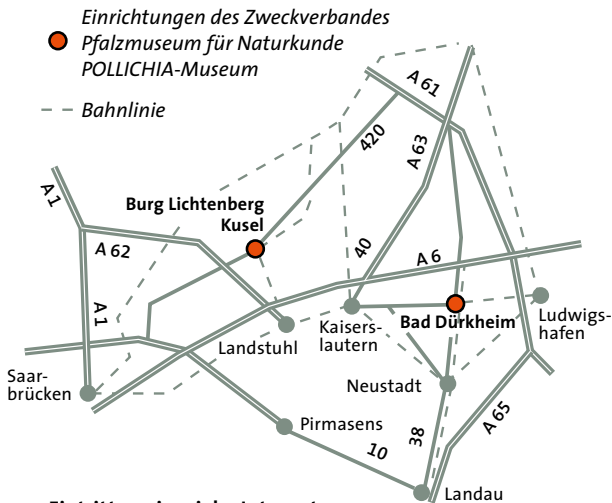 Einrichtungen des Zweckverbandes
Pfalzmuseum für Naturkunde
POLLICHIA-Museum
Bahnlinie
A 61
A 63
420
A 1
Burg Lichtenberg
Kusel
A 62
40
A 6
A 1
Landstuhl
Kaisers-
lautern
Bad Dürkheim
Ludwigs-
hafen
Saar-
brücken
Neustadt
Pirmasens
38
A 65
10
Landau